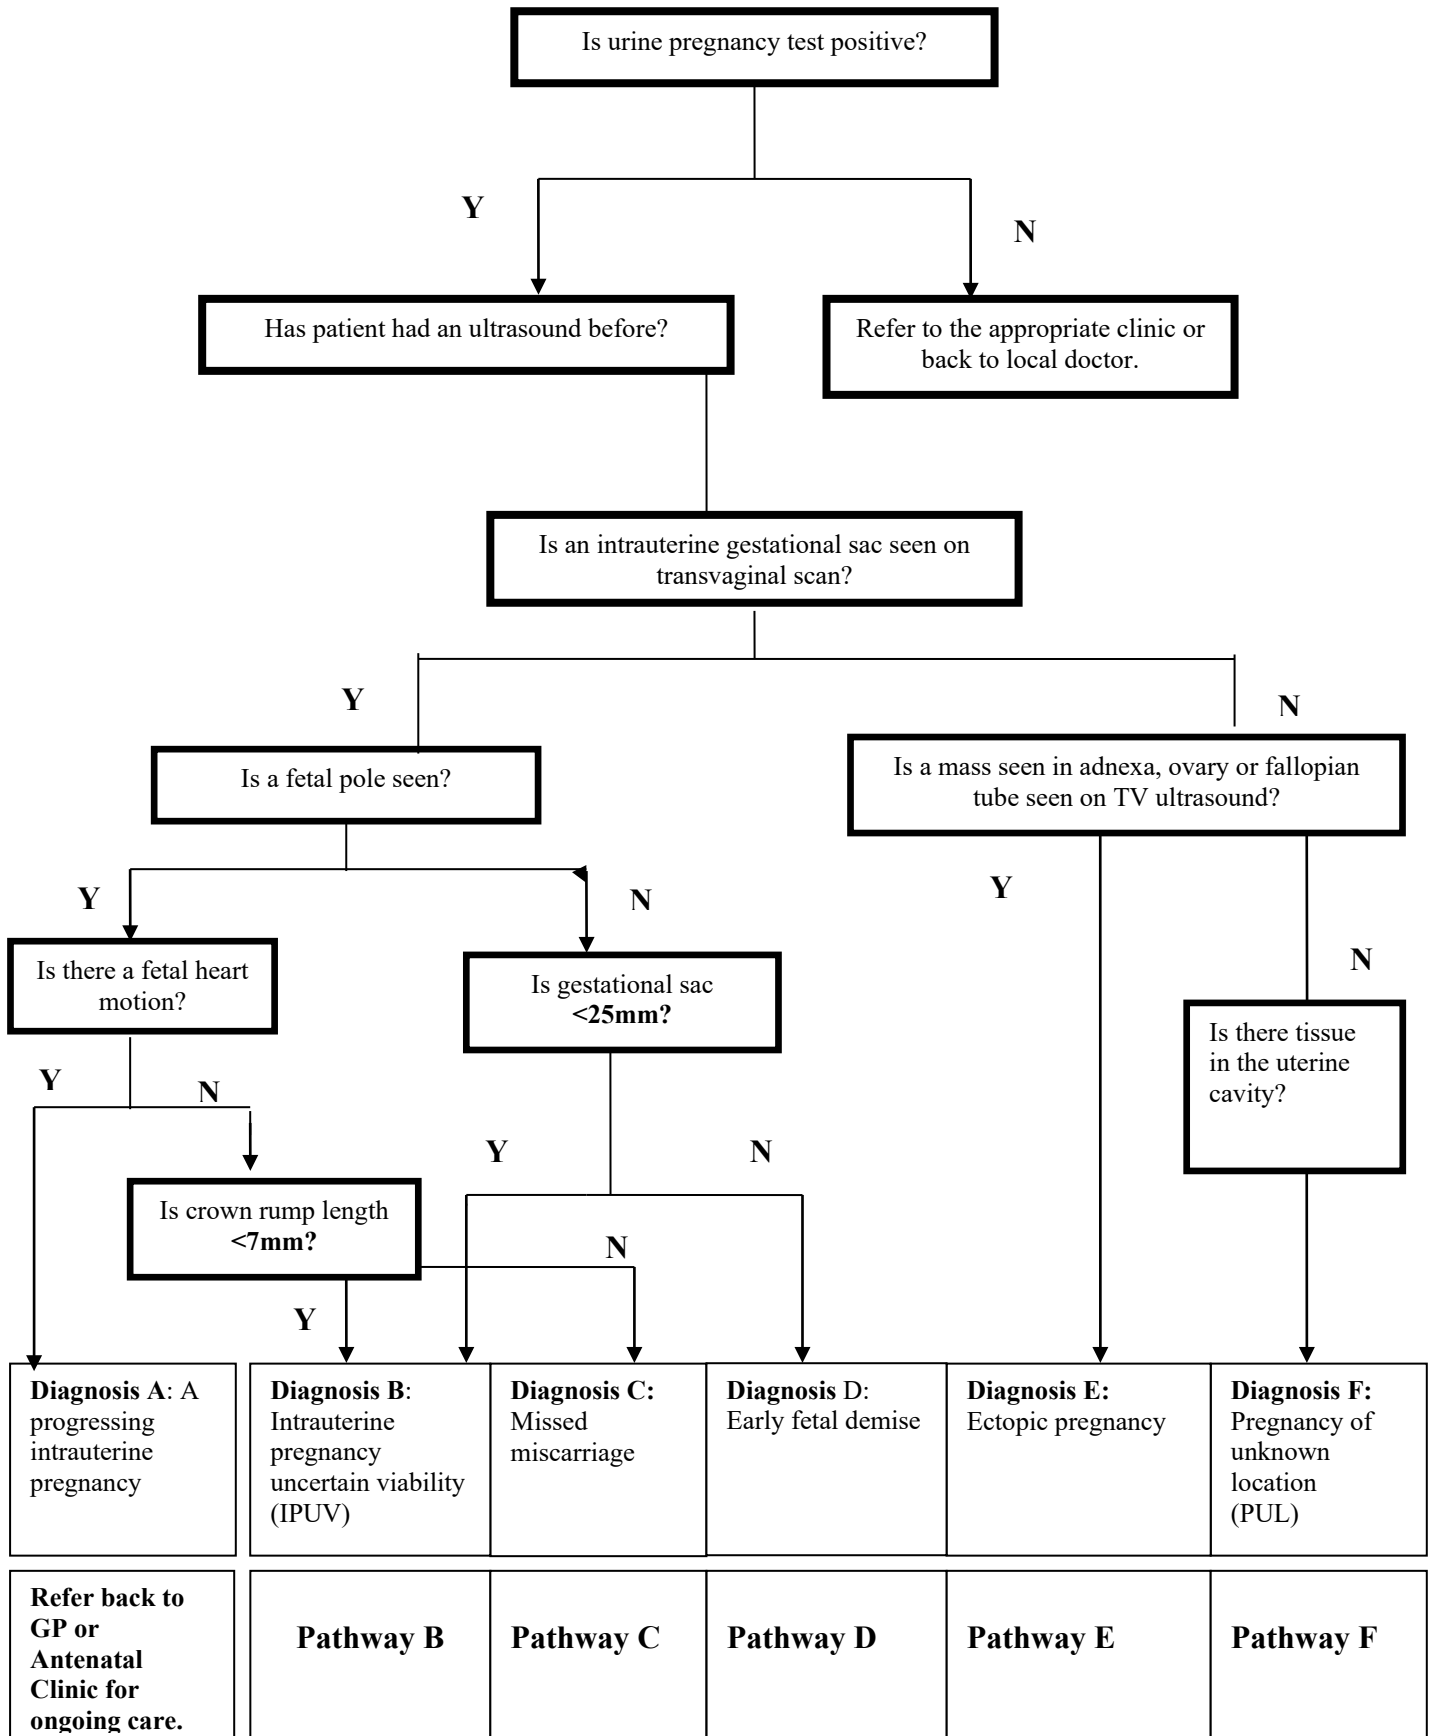 Is urine pregnancy test positive?
Y
N
Has patient had an ultrasound before?
Refer to the appropriate clinic or
back to local doctor.
Is an intrauterine gestational sac seen on
transvaginal scan?
Y
N
Is a fetal pole seen?
Is a mass seen in adnexa, ovary or fallopian
tube seen on TV ultrasound?
Y
N
Y
N
Is there a fetal heart
motion?
Is gestational sac
<25mm?
Is there tissue
in the uterine
cavity?
Y
N
Y
N
Is crown rump length
<7mm?
N
Y
Diagnosis A: A
progressing
intrauterine
pregnancy
Diagnosis B:
Intrauterine
pregnancy
uncertain viability
(IPUV)
Diagnosis C:
Missed
miscarriage
Diagnosis D:
Early fetal demise
Diagnosis E:
Ectopic pregnancy
Diagnosis F:
Pregnancy of
unknown
location
(PUL)
Refer back to
GP or
Antenatal
Clinic for
ongoing care.
Pathway B
Pathway C
Pathway D
Pathway E
Pathway F